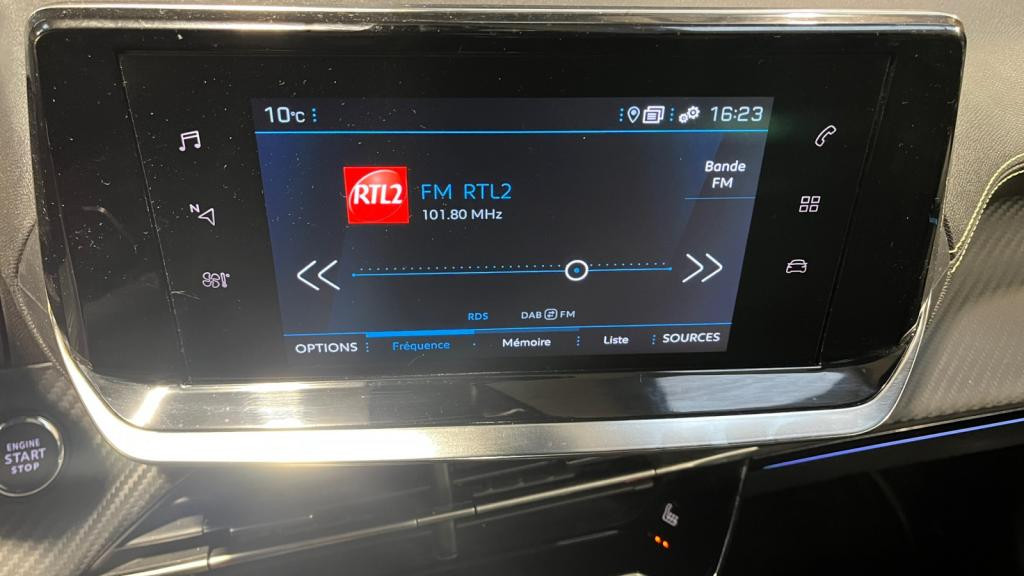 10°C
16:23
Bande
FM
RTL2
FM RTL2
101.80 MHz
N
RDS
DAB FM
OPTIONS
Fréquence
Mémoire
Liste
SOURCES
ENGINE
START
STOP